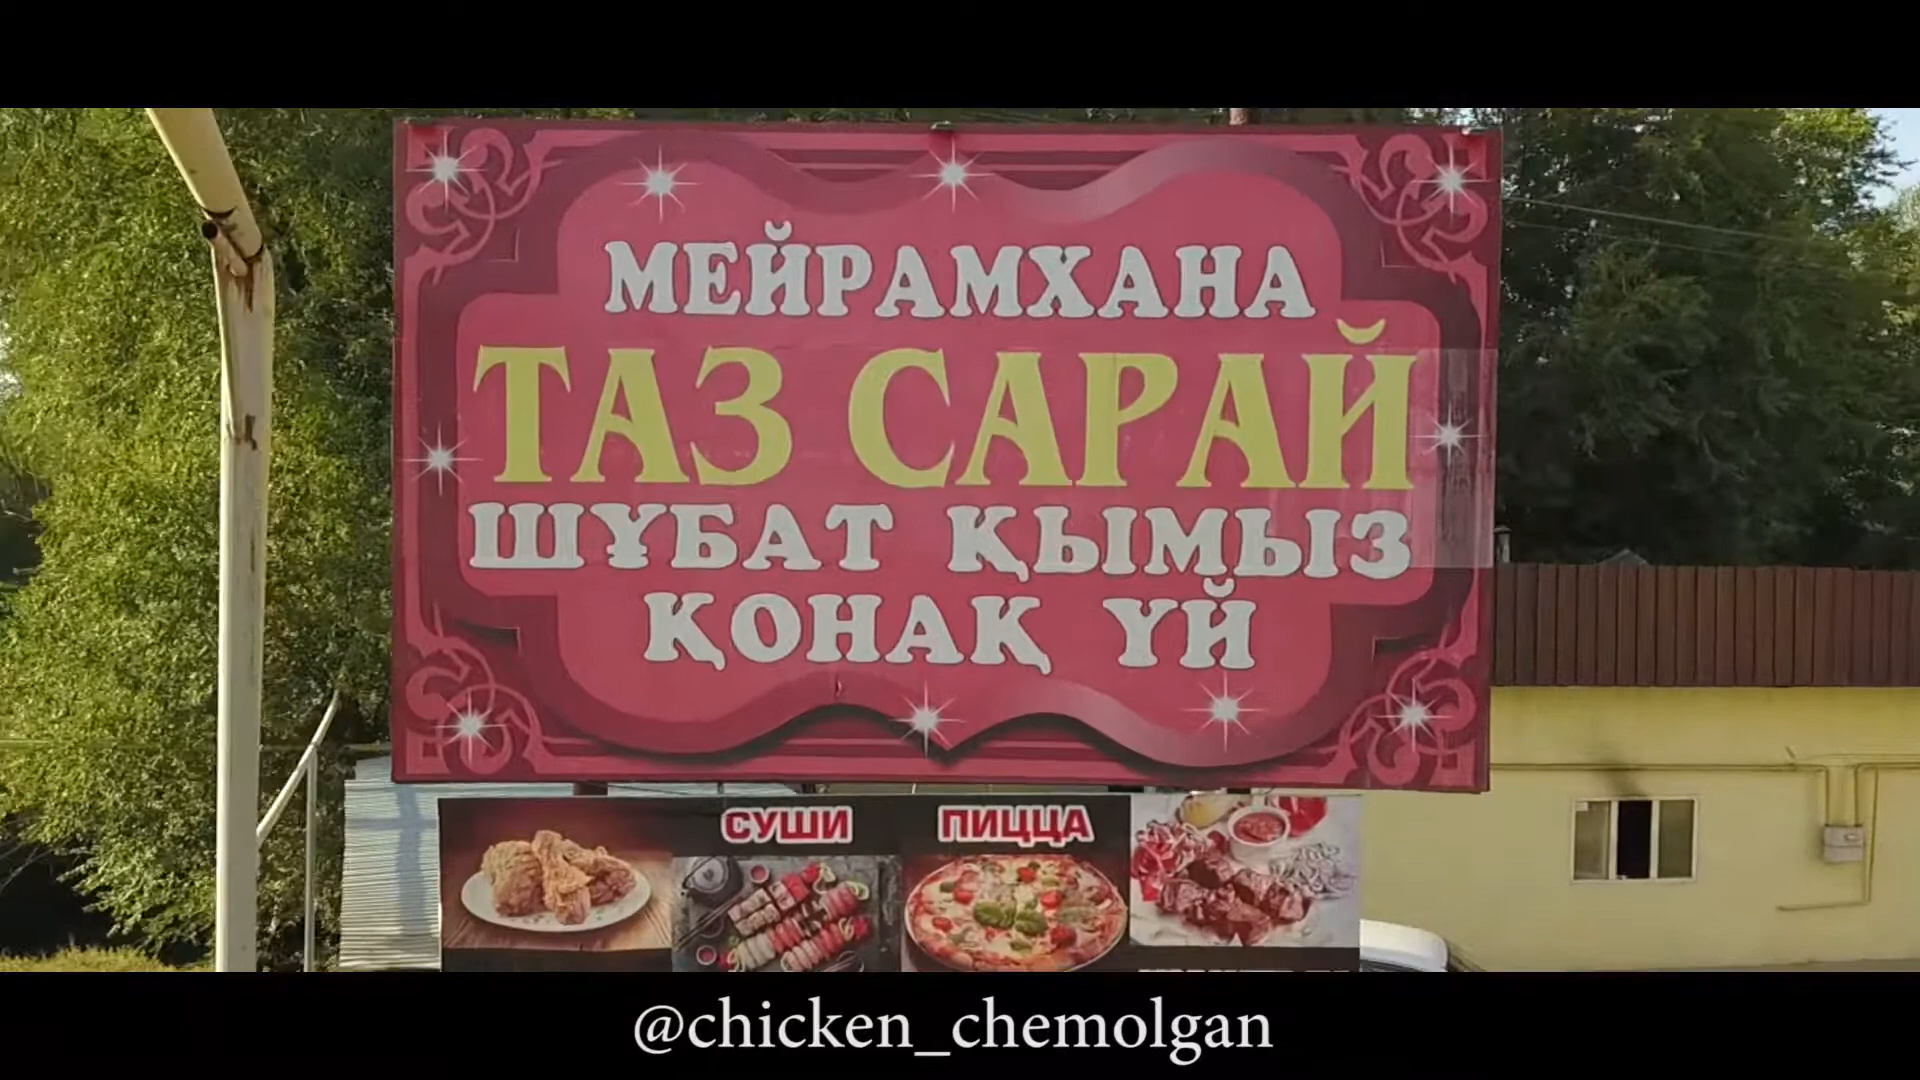 МЕЙРАМХАНА
ТАЗ САРАЙ
ШҰБАТ ҚЫМЫЗ
ҚОНАҚ ҮЙ
СУШИ ПИЦЦА
@chicken_chemolgan